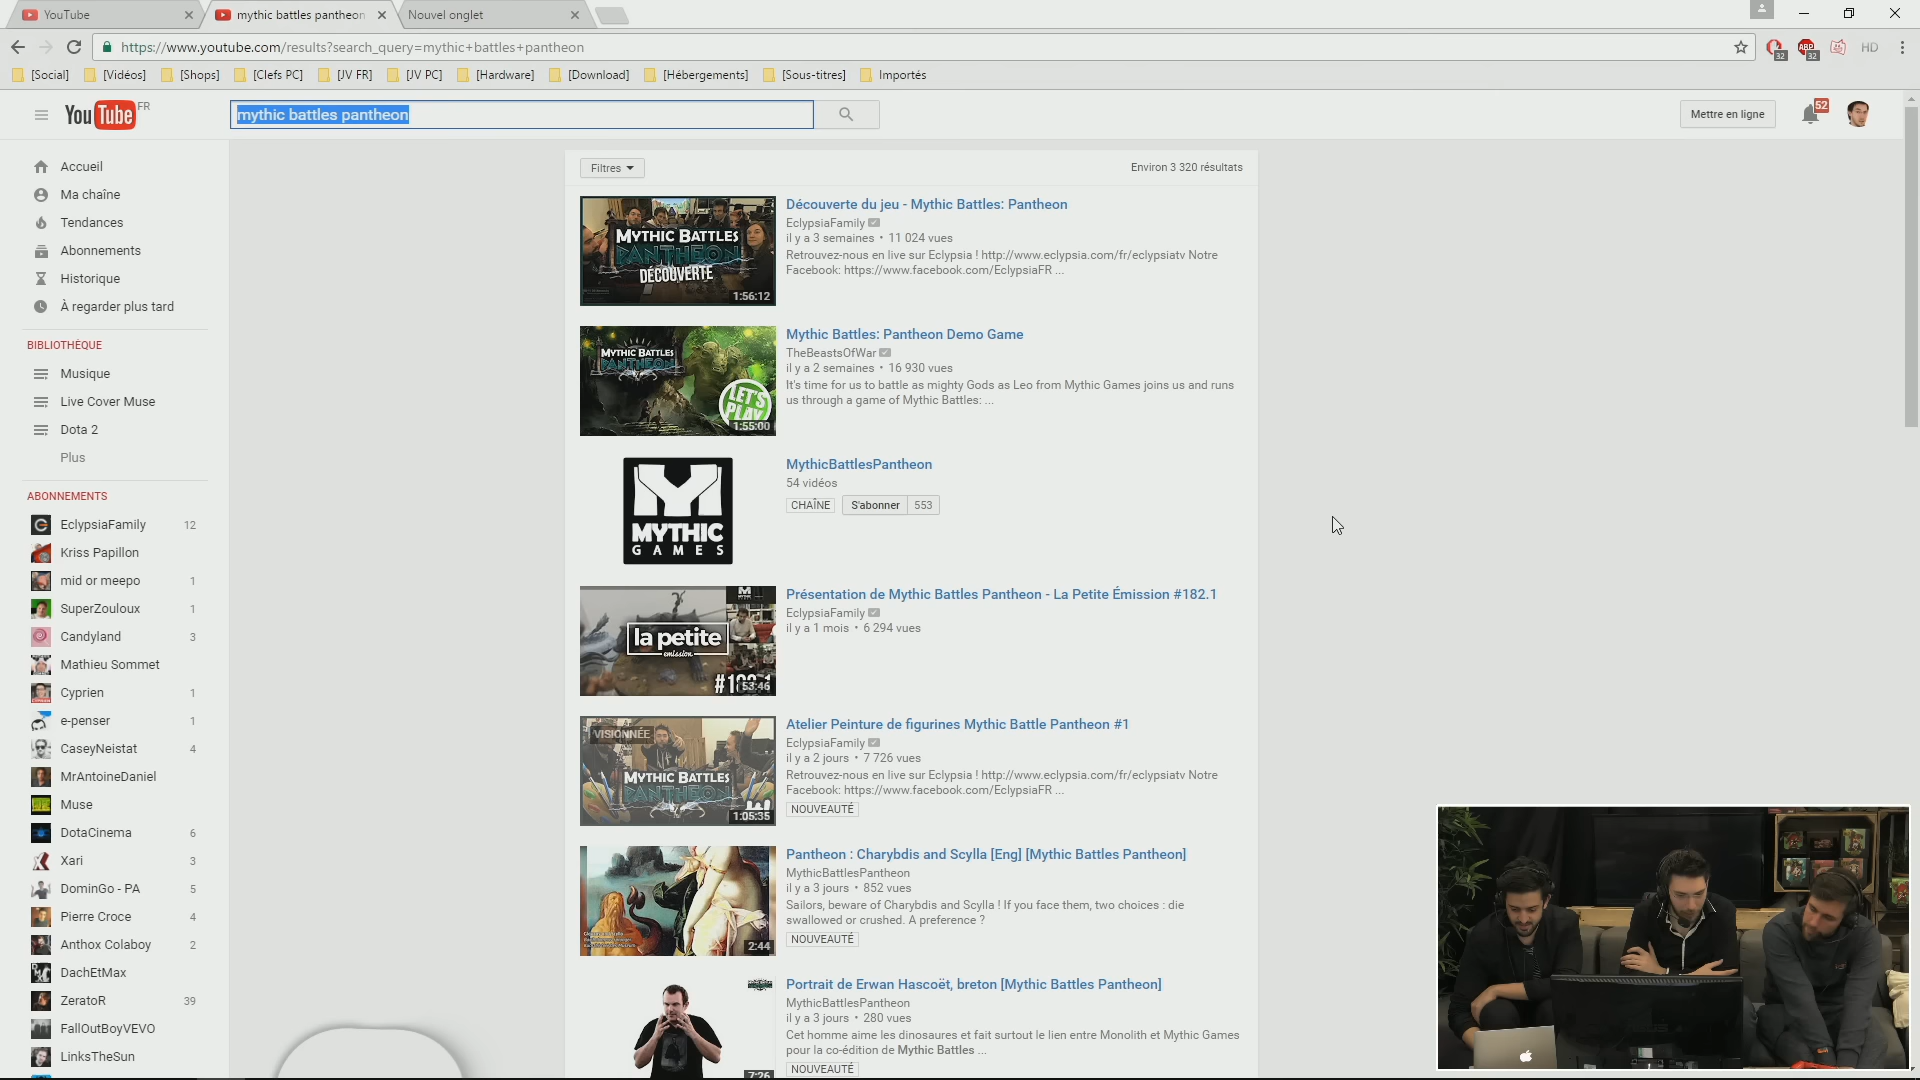 YouTube
mythic battles pantheon
Nouvel onglet
https://www.youtube.com/results?search_query=mythic+battles+pantheon
32
ABP
32
HD
[Social]
[Vidéos]
[Shops]
[Clefs PC]
[JV FR]
[JV PC]
[Hardware]
[Download]
[Hébergements]
[Sous-titres]
Importés
YouTube FR
mythic battles pantheon
Mettre en ligne
52
Accueil
Ma chaîne
Tendances
Abonnements
Historique
À regarder plus tard
BIBLIOTHÈQUE
Musique
Live Cover Muse
Dota 2
Plus
ABONNEMENTS
EclypsiaFamily 12
Kriss Papillon
mid or meepo 1
SuperZouloux 1
Candyland 3
Mathieu Sommet
Cyprien 1
e-penser 1
CaseyNeistat 4
MrAntoineDaniel
Muse
DotaCinema 6
Xari 3
DominGo - PA 5
Pierre Croce 4
Anthox Colaboy 2
DachEtMax
ZeratoR 39
FallOutBoyVEVO
LinksTheSun
Filtres
Environ 3 320 résultats
MYTHIC BATTLES
PANTHEON
DÉCOUVERTE
1:56:12
Découverte du jeu - Mythic Battles: Pantheon
EclypsiaFamily
il y a 3 semaines • 11 024 vues
Retrouvez-nous en live sur Eclypsia ! http://www.eclypsia.com/fr/eclypsiatv Notre
Facebook: https://www.facebook.com/EclypsiaFR ...
MYTHIC BATTLES
PANTHEON
LET'S
PLAY
1:55:00
Mythic Battles: Pantheon Demo Game
TheBeastsOfWar
il y a 2 semaines • 16 930 vues
It's time for us to battle as mighty Gods as Leo from Mythic Games joins us and runs
us through a game of Mythic Battles: ...
MYTHIC
GAMES
MythicBattlesPantheon
54 vidéos
CHAÎNE
S'abonner 553
la petite
emission
#182.1
53:46
Présentation de Mythic Battles Pantheon - La Petite Émission #182.1
EclypsiaFamily
il y a 1 mois • 6 294 vues
VISIONNÉE
MYTHIC BATTLES
PANTHEON
1:05:35
Atelier Peinture de figurines Mythic Battle Pantheon #1
EclypsiaFamily
il y a 2 jours • 7 726 vues
Retrouvez-nous en live sur Eclypsia ! http://www.eclypsia.com/fr/eclypsiatv Notre
Facebook: https://www.facebook.com/EclypsiaFR ...
NOUVEAUTÉ
2:44
Pantheon : Charybdis and Scylla [Eng] [Mythic Battles Pantheon]
MythicBattlesPantheon
il y a 3 jours • 852 vues
Sailors, beware of Charybdis and Scylla ! If you face them, two choices : die
swallowed or crushed. A preference ?
NOUVEAUTÉ
7:26
Portrait de Erwan Hascoët, breton [Mythic Battles Pantheon]
MythicBattlesPantheon
il y a 3 jours • 280 vues
Cet homme aime les dinosaures et fait surtout le lien entre Monolith et Mythic Games
pour la co-édition de Mythic Battles ...
NOUVEAUTÉ